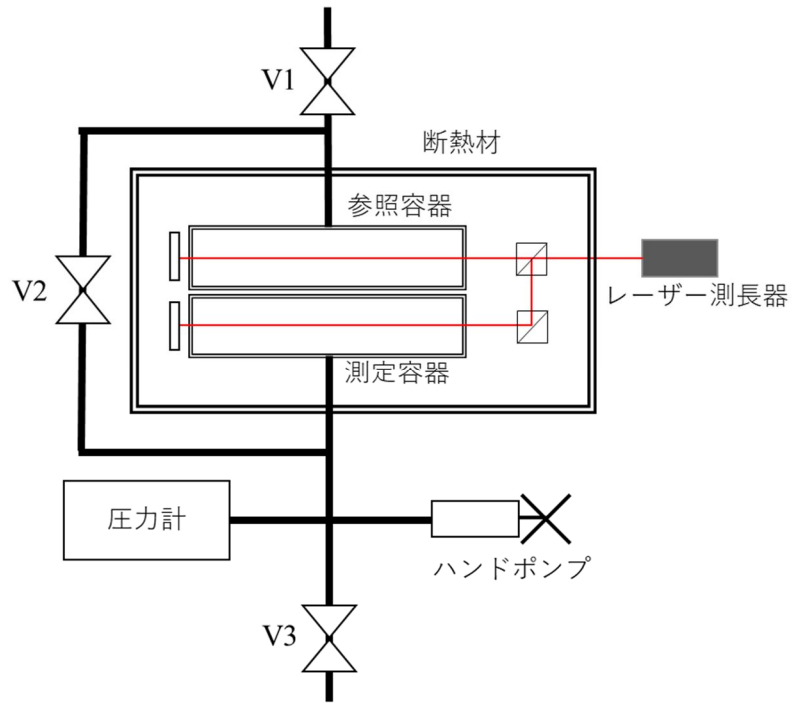 V1
断熱材
参照容器
V2
レーザー測長器
測定容器
圧力計
ハンドポンプ
V3